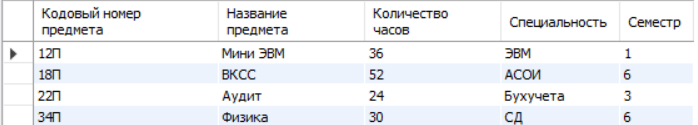 Кодовый номер предмета Название предмета Количество часов Специальность Семестр
12П Мини ЭВМ 36 ЭВМ 1
18П ВКСС 52 АСОИ 6
22П Аудит 24 Бухучета 3
34П Физика 30 СД 6